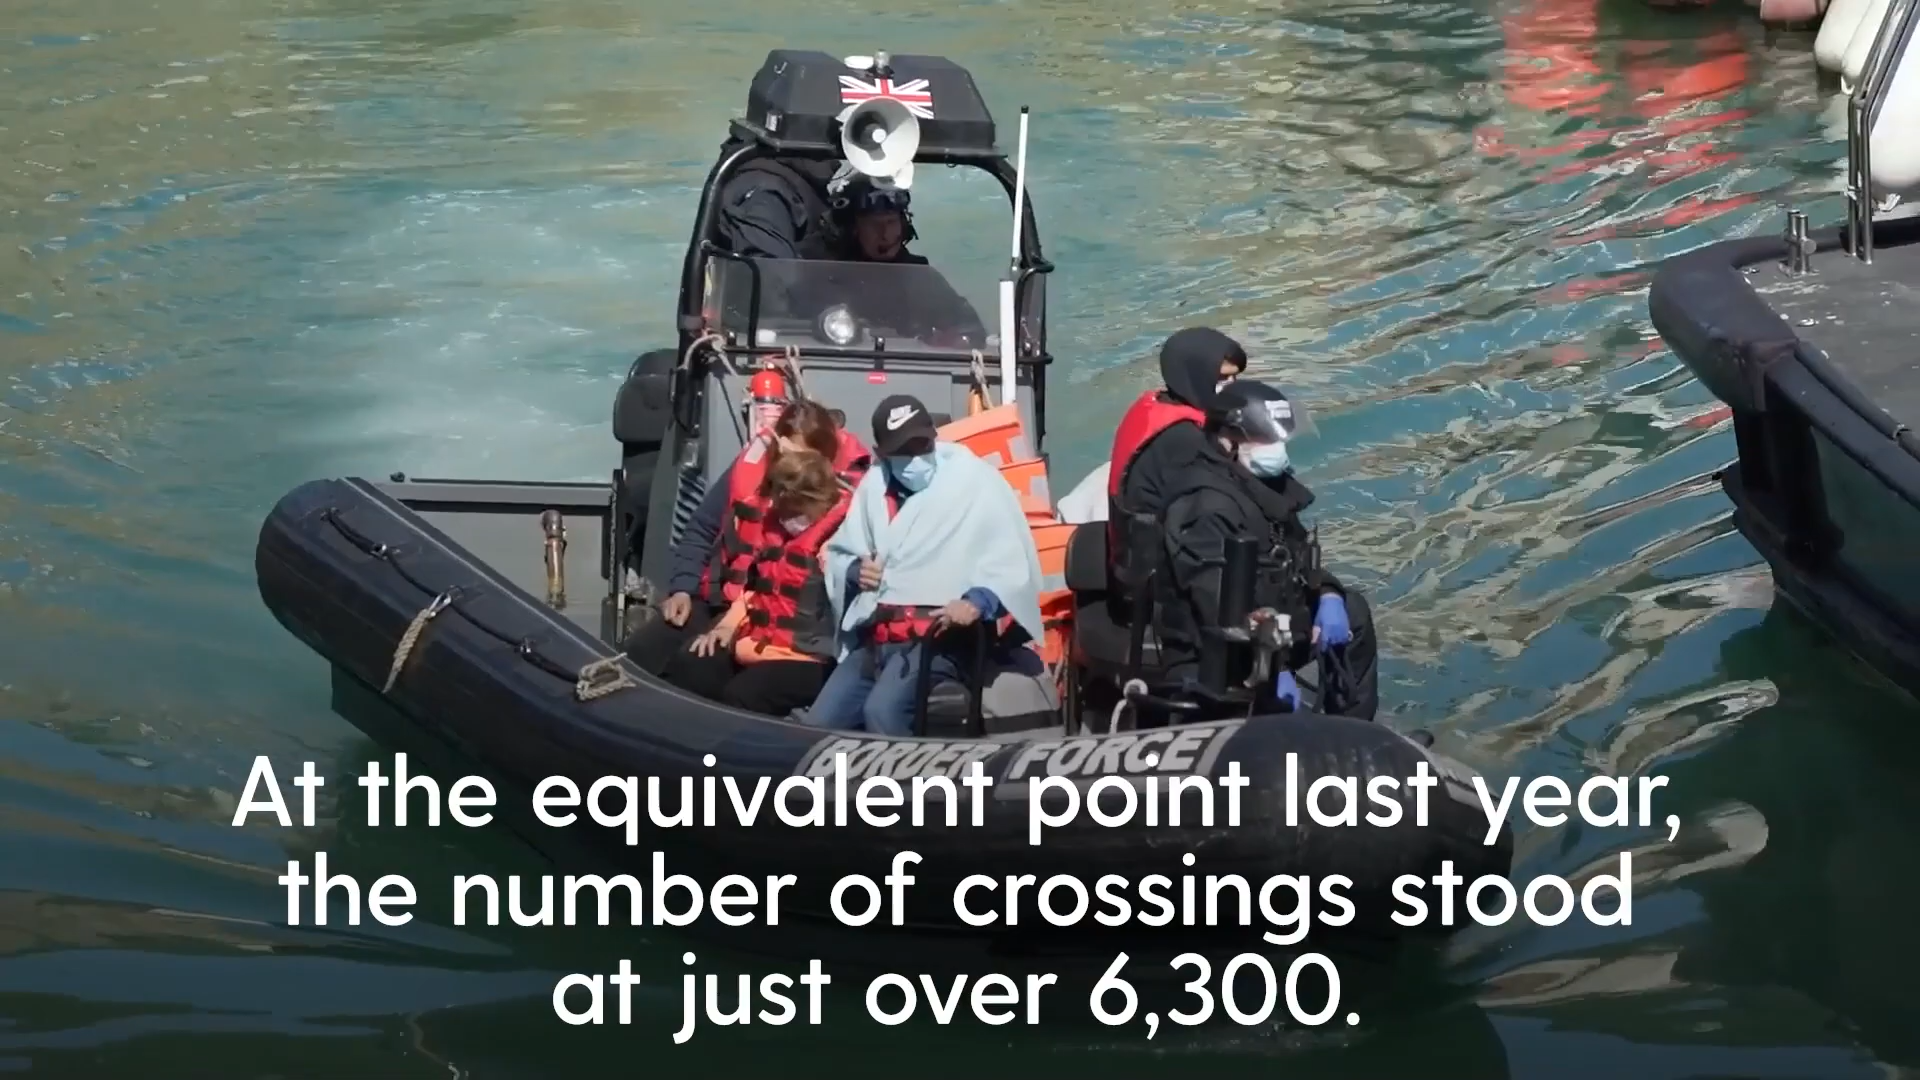 BORDER FORCE
At the equivalent point last year,
the number of crossings stood
at just over 6,300.